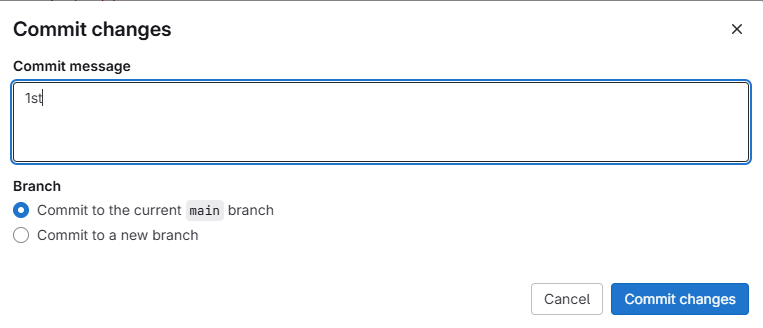 Commit changes
Commit message
1st
Branch
Commit to the current main branch
Commit to a new branch
Cancel
Commit changes